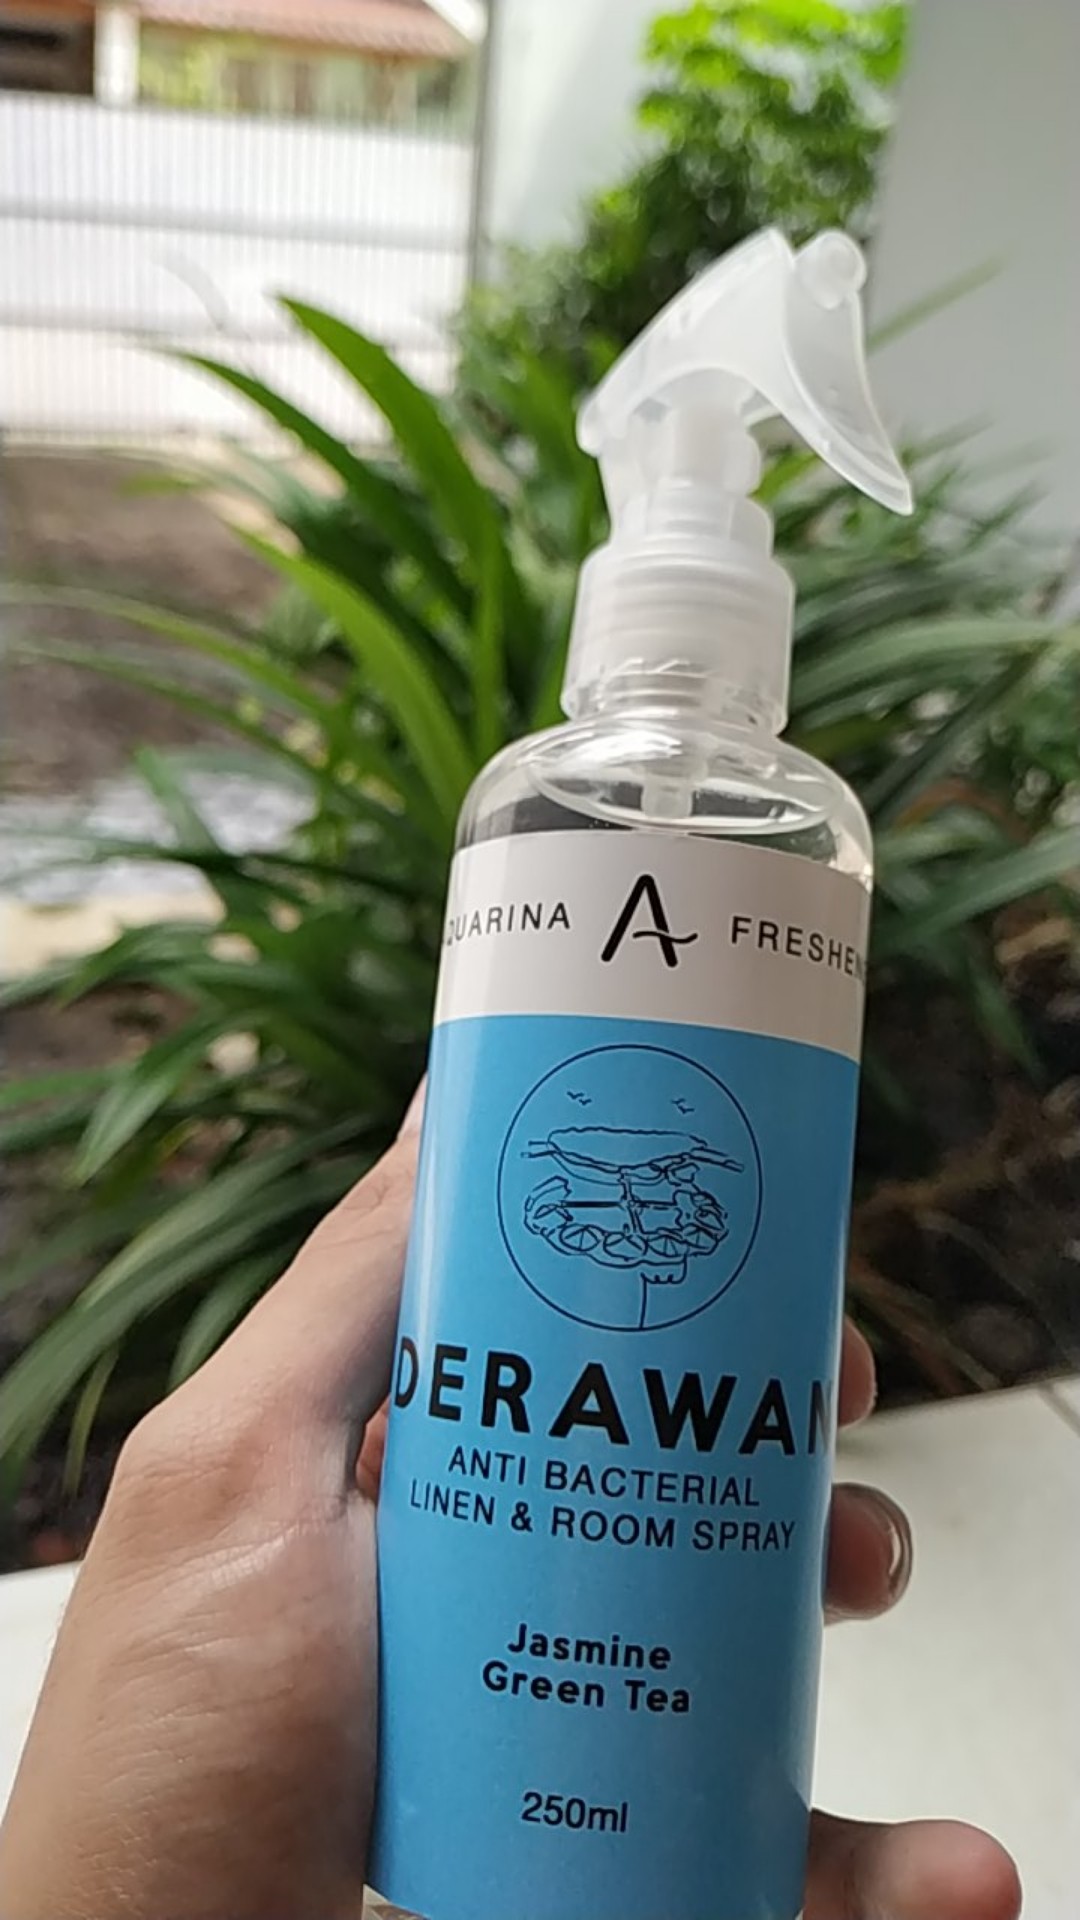 QUARINA A FRESHEN
DERAWAN
ANTI BACTERIAL
LINEN & ROOM SPRAY
Jasmine
Green Tea
250ml